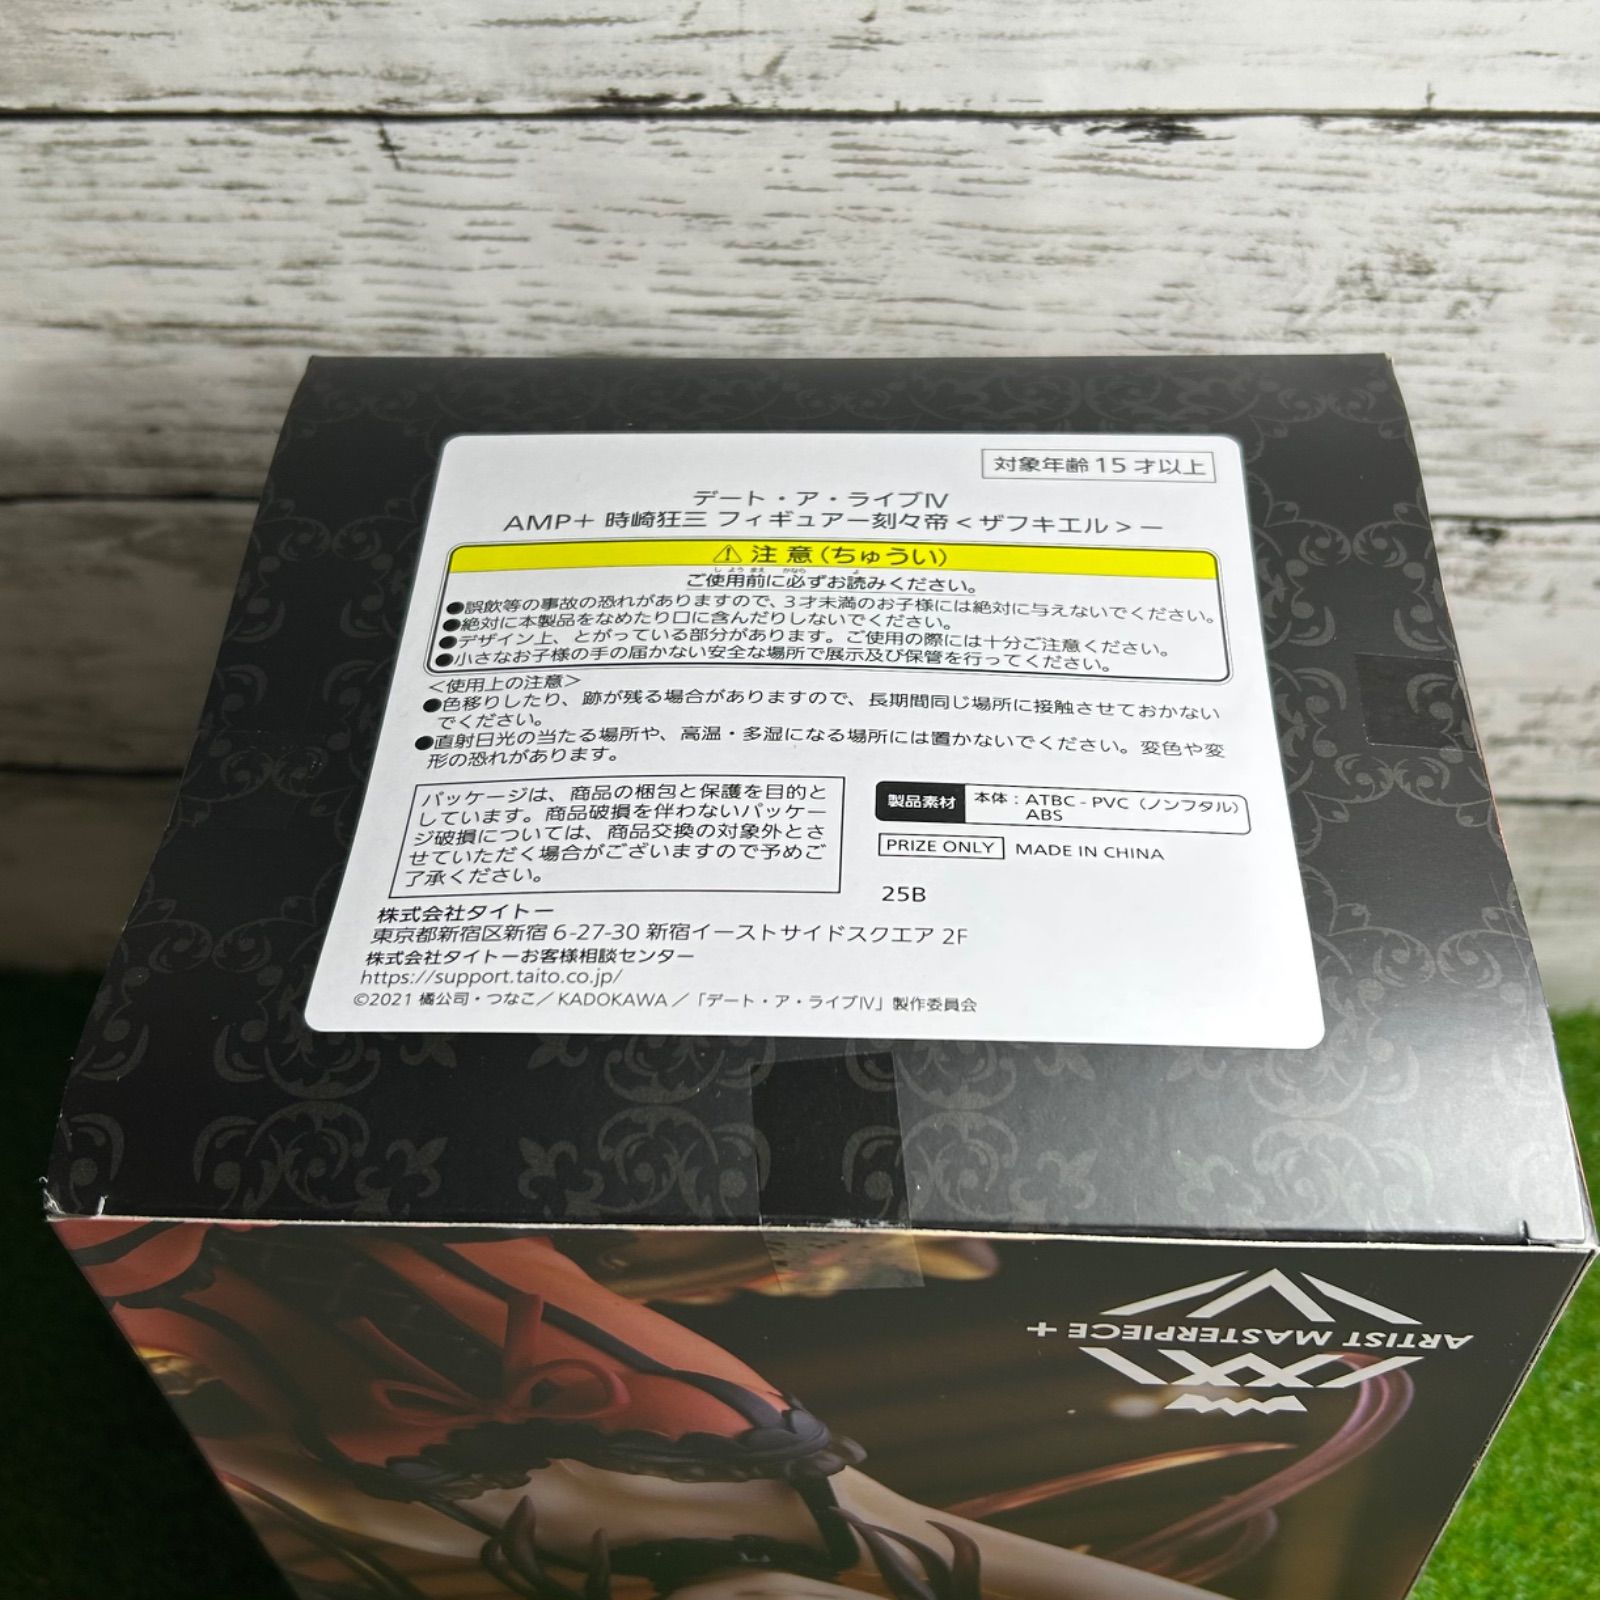 対象年齢15才以上
デート・ア・ライブⅣ
AMP+ 時崎狂三 フィギュアー刻々帝<ザフキエル>ー
⚠ 注意(ちゅうい)
しようまえ かなら よ
ご使用前に必ずお読みください。
●誤飲等の事故の恐れがありますので、3才未満のお子様には絶対に与えないでください。
●絶対に本製品をなめたり口に含んだりしないでください。
●デザイン上、とがっている部分があります。ご使用の際には十分ご注意ください。
●小さなお子様の手の届かない安全な場所で展示及び保管を行ってください。
<使用上の注意>
●色移りしたり、跡が残る場合がありますので、長期間同じ場所に接触させておかない
でください。
●直射日光の当たる場所や、高温・多湿になる場所には置かないでください。変色や変
形の恐れがあります。
パッケージは、商品の梱包と保護を目的と
しています。商品破損を伴わないパッケー
ジ破損については、商品交換の対象外とさ
せていただく場合がございますので予めご
了承ください。
製品素材 本体:ATBC-PVC(ノンフタル)
ABS
PRIZE ONLY MADE IN CHINA
25B
株式会社タイトー
東京都新宿区新宿 6-27-30 新宿イーストサイドスクエア 2F
株式会社タイトーお客様相談センター
https://support.taito.co.jp/
©2021 橘公司・つなこ/KADOKAWA/「デート・ア・ライブⅣ」製作委員会
ARTIST MASTERPIECE +